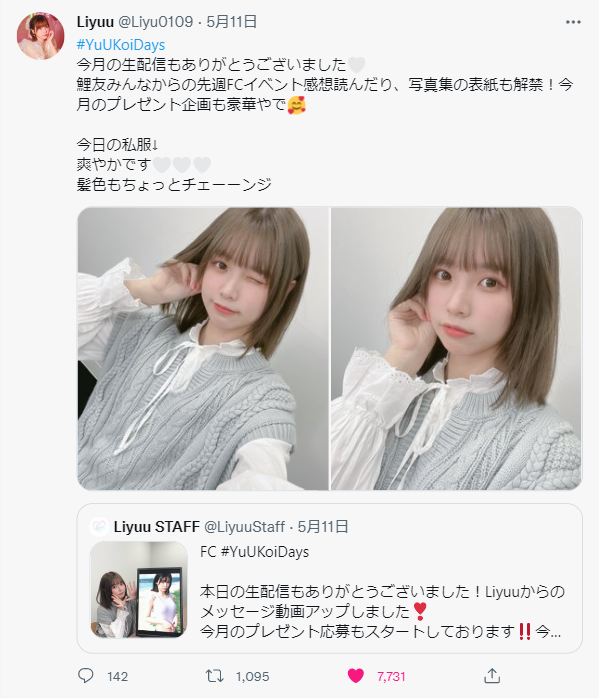 Liyuu @Liyu0109 · 5月11日
#YuUKoiDays
今月の生配信もありがとうございました🤍
鯉友みんなからの先週FCイベント感想読んだり、写真集の表紙も解禁！今
月のプレゼント企画も豪華やで🥰
今日の私服↓
爽やかです🤍🤍🤍
髪色もちょっとチェーーンジ
Liyuu STAFF @LiyuuStaff · 5月11日
FC #YuUKoiDays
本日の生配信もありがとうございました！Liyuuからの
メッセージ動画アップしました❣️
今月のプレゼント応募もスタートしております‼️今...
142 1,095 7,731